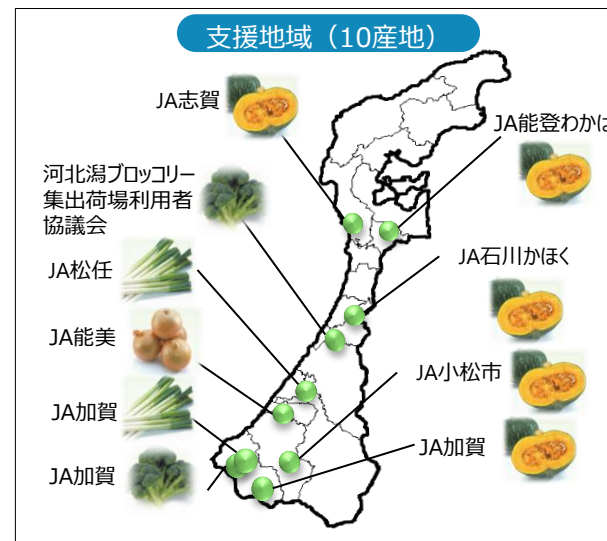 支援地域（10産地）
JA志賀
JA能登わかば
河北潟ブロッコリー
集出荷場利用者
協議会
JA松任
JA石川かほく
JA能美
JA小松市
JA加賀
JA加賀
JA加賀